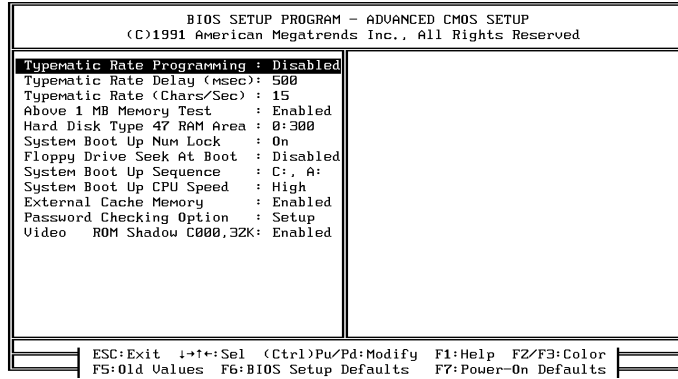 BIOS SETUP PROGRAM - ADVANCED CMOS SETUP
(C)1991 American Megatrends Inc., All Rights Reserved
Typematic Rate Programming : Disabled
Typematic Rate Delay (msec): 500
Typematic Rate (Chars/Sec) : 15
Above 1 MB Memory Test : Enabled
Hard Disk Type 47 RAM Area : 0:300
System Boot Up Num Lock : On
Floppy Drive Seek At Boot : Disabled
System Boot Up Sequence : C:, A:
System Boot Up CPU Speed : High
External Cache Memory : Enabled
Password Checking Option : Setup
Video ROM Shadow C000,32K: Enabled
ESC:Exit ↓→↑←:Sel (Ctrl)Pu/Pd:Modify F1:Help F2/F3:Color
F5:Old Values F6:BIOS Setup Defaults F7:Power-On Defaults